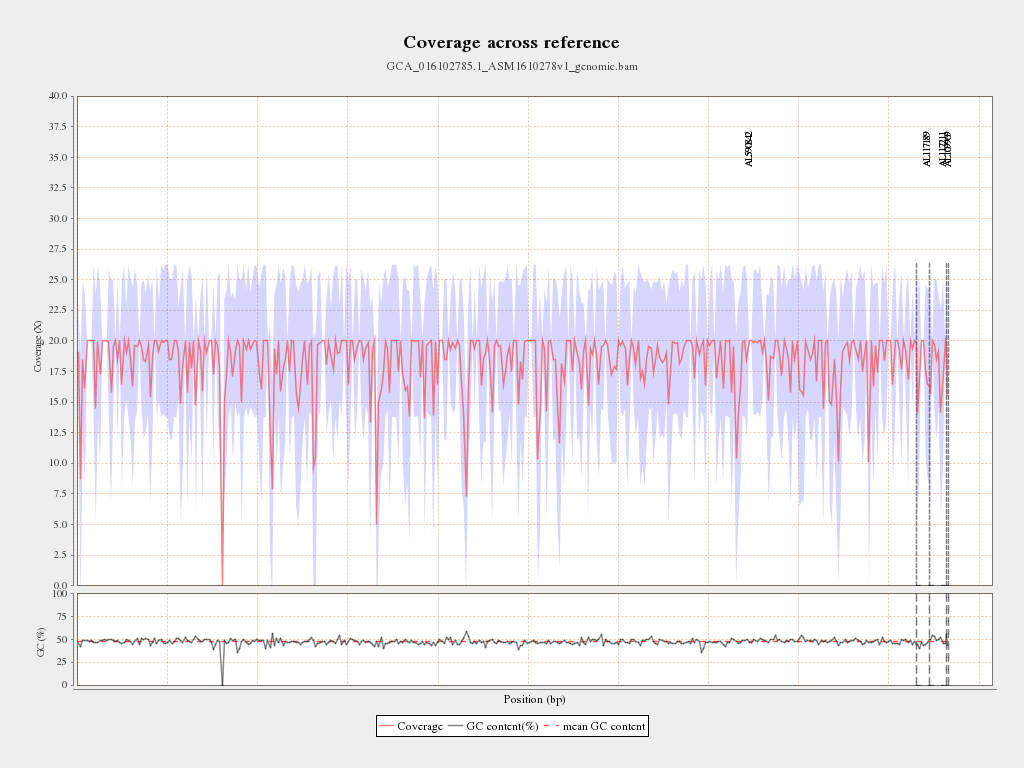 Coverage across reference
GCA_016102785.1_ASM1610278v1_genomic.bam
40.0
37.5
35.0
32.5
30.0
27.5
25.0
22.5
20.0
17.5
15.0
12.5
10.0
7.5
5.0
2.5
0.0
Coverage (X)
AL590842
AL117189
AL117211
AL109969
100
75
50
25
0
GC (%)
Position (bp)
Coverage GC content(%) mean GC content